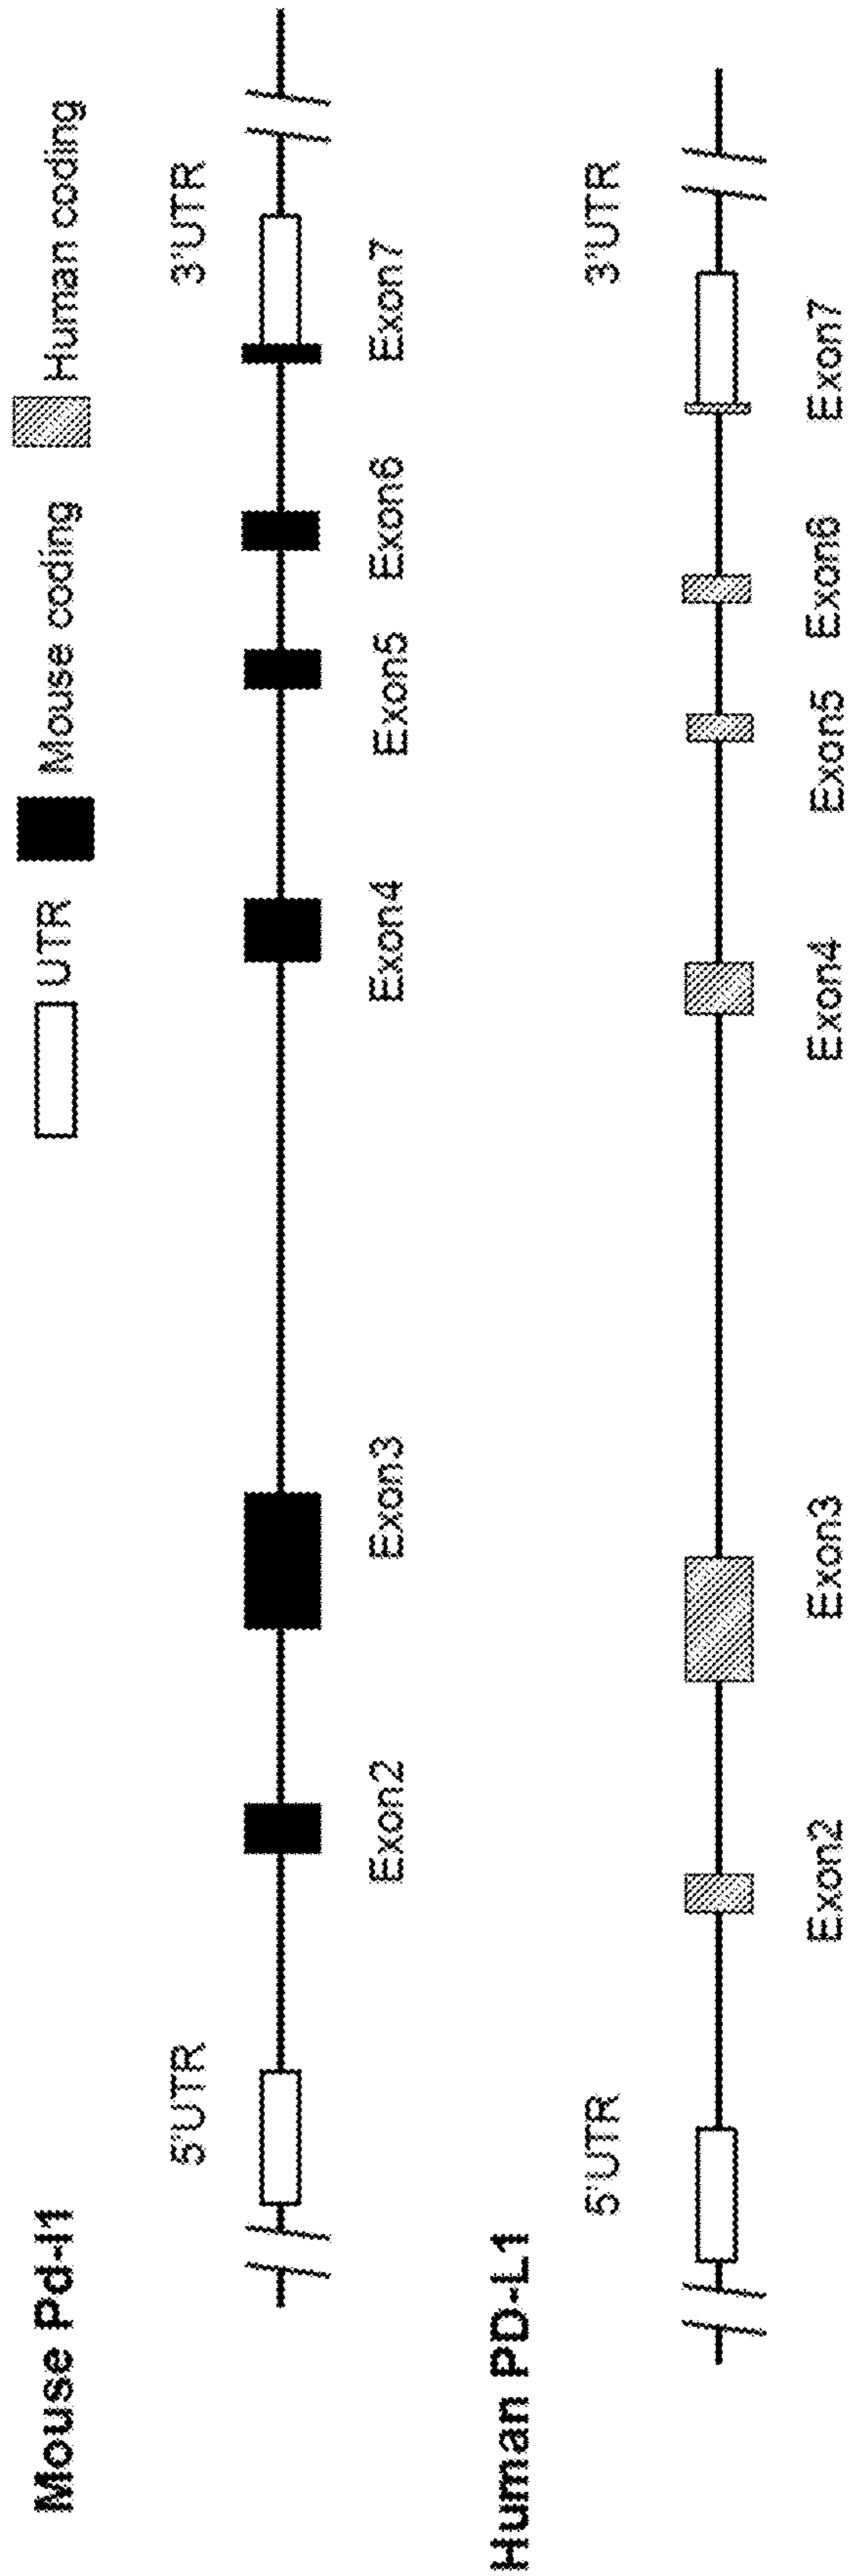 Mouse Pd-l1
UTR Mouse coding Human coding
5'UTR 3'UTR
Exon2 Exon3 Exon4 Exon5 Exon6 Exon7
Human PD-L1
5'UTR 3'UTR
Exon2 Exon3 Exon4 Exon5 Exon6 Exon7